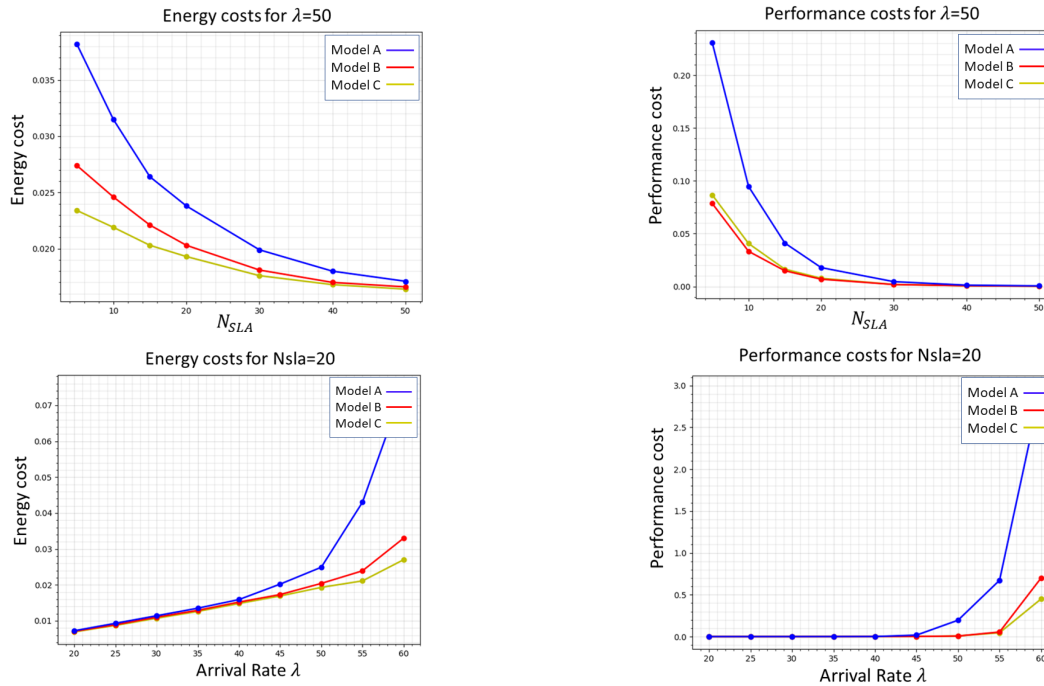 Energy costs for λ=50
Model A
Model B
Model C
Energy cost
0.035
0.030
0.025
0.020
10 20 30 40 50
N_SLA
Performance costs for λ=50
Model A
Model B
Model C
Performance cost
0.20
0.15
0.10
0.05
0.00
10 20 30 40 50
N_SLA
Energy costs for Nsla=20
Model A
Model B
Model C
Energy cost
0.07
0.06
0.05
0.04
0.03
0.02
0.01
20 25 30 35 40 45 50 55 60
Arrival Rate λ
Performance costs for Nsla=20
Model A
Model B
Model C
Performance cost
3.0
2.5
2.0
1.5
1.0
0.5
0.0
20 25 30 35 40 45 50 55 60
Arrival Rate λ